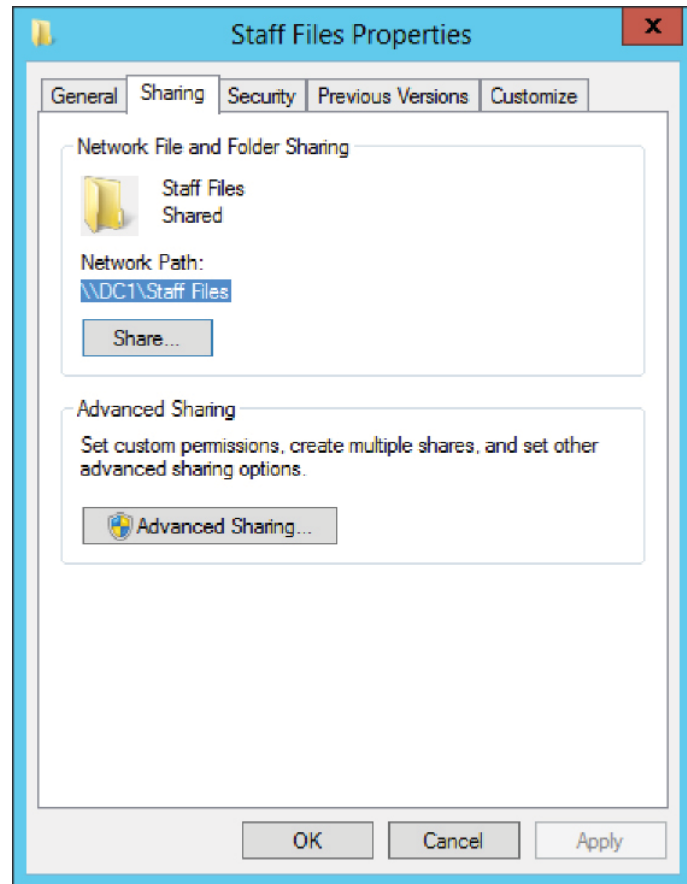 Staff Files Properties
x
General Sharing Security Previous Versions Customize
Network File and Folder Sharing
Staff Files
Shared
Network Path:
\\DC1\Staff Files
Share...
Advanced Sharing
Set custom permissions, create multiple shares, and set other
advanced sharing options.
Advanced Sharing...
OK Cancel Apply